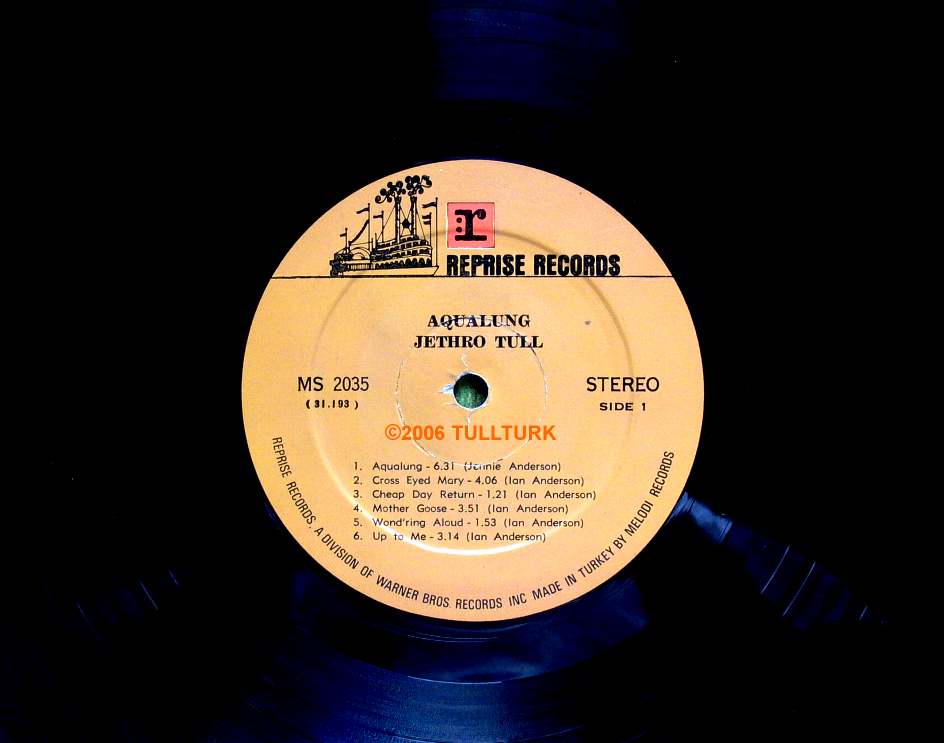 r
REPRISE RECORDS
AQUALUNG
JETHRO TULL
MS 2035
(31.193)
STEREO
SIDE 1
©2006 TULLTURK
1. Aqualung - 6.31 (Jennie Anderson)
2. Cross Eyed Mary - 4.06 (Ian Anderson)
3. Cheap Day Return - 1,21 (Ian Anderson)
4. Mother Goose - 3.51 (Ian Anderson)
5. Wond'ring Aloud - 1.53 (Ian Anderson)
6. Up to Me - 3.14 (Ian Anderson)
REPRISE RECORDS, A DIVISION OF WARNER BROS. RECORDS INC MADE IN TURKEY BY MELODI RECORDS